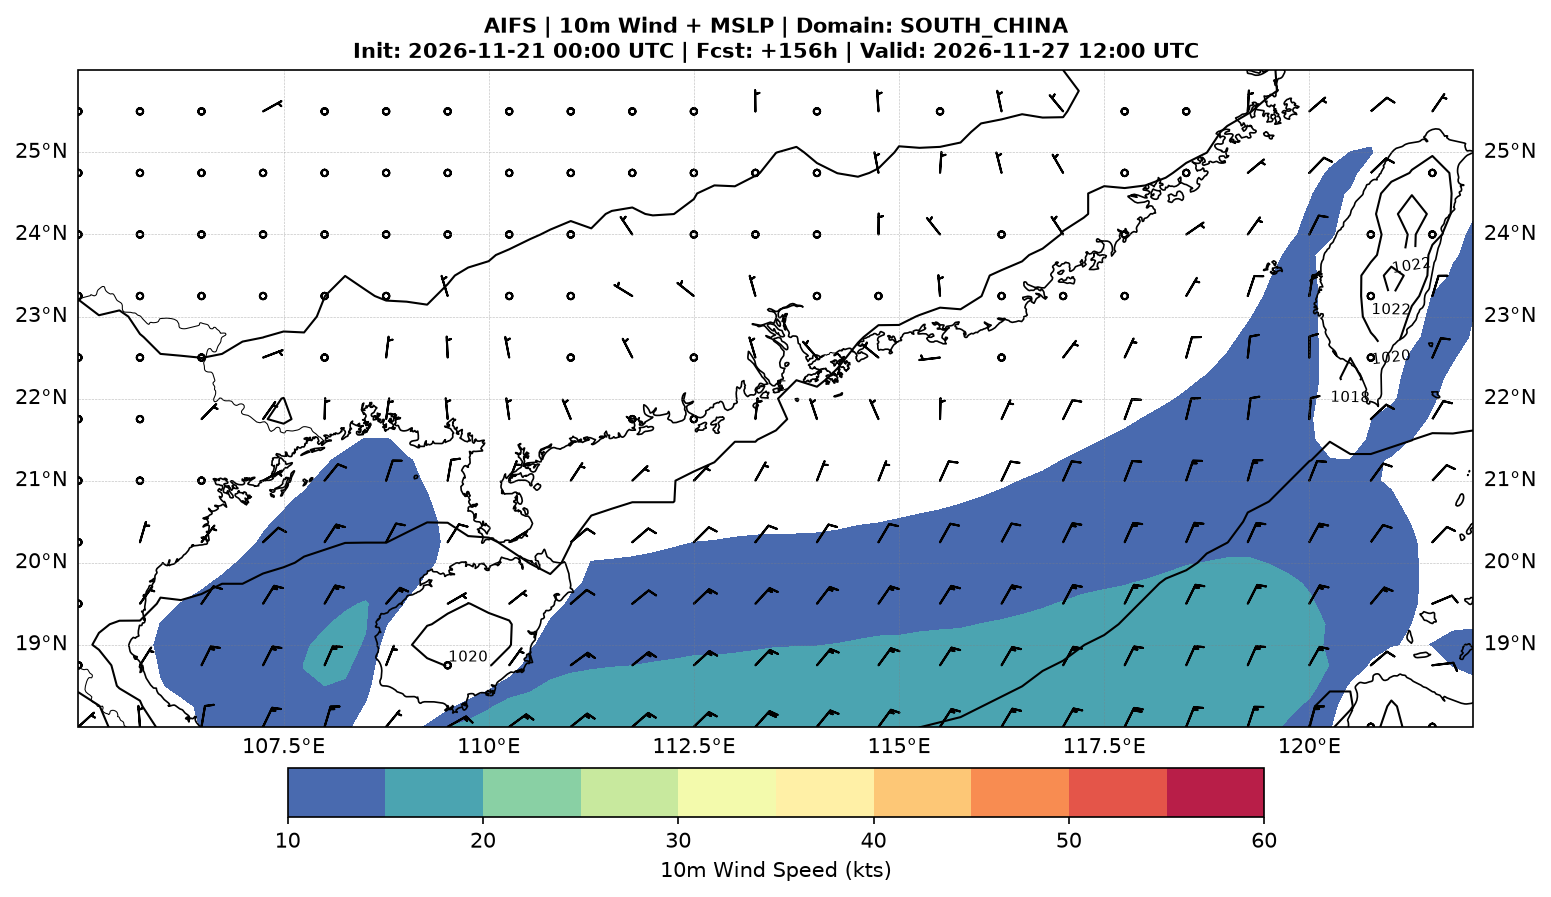 AIFS | 10m Wind + MSLP | Domain: SOUTH_CHINA
Init: 2026-11-21 00:00 UTC | Fcst: +156h | Valid: 2026-11-27 12:00 UTC
25°N 25°N
24°N 24°N
1022
23°N 1022 23°N
1020
22°N 1018 22°N
21°N 21°N
20°N 20°N
19°N 1020 19°N
107.5°E 110°E 112.5°E 115°E 117.5°E 120°E
10 20 30 40 50 60
10m Wind Speed (kts)